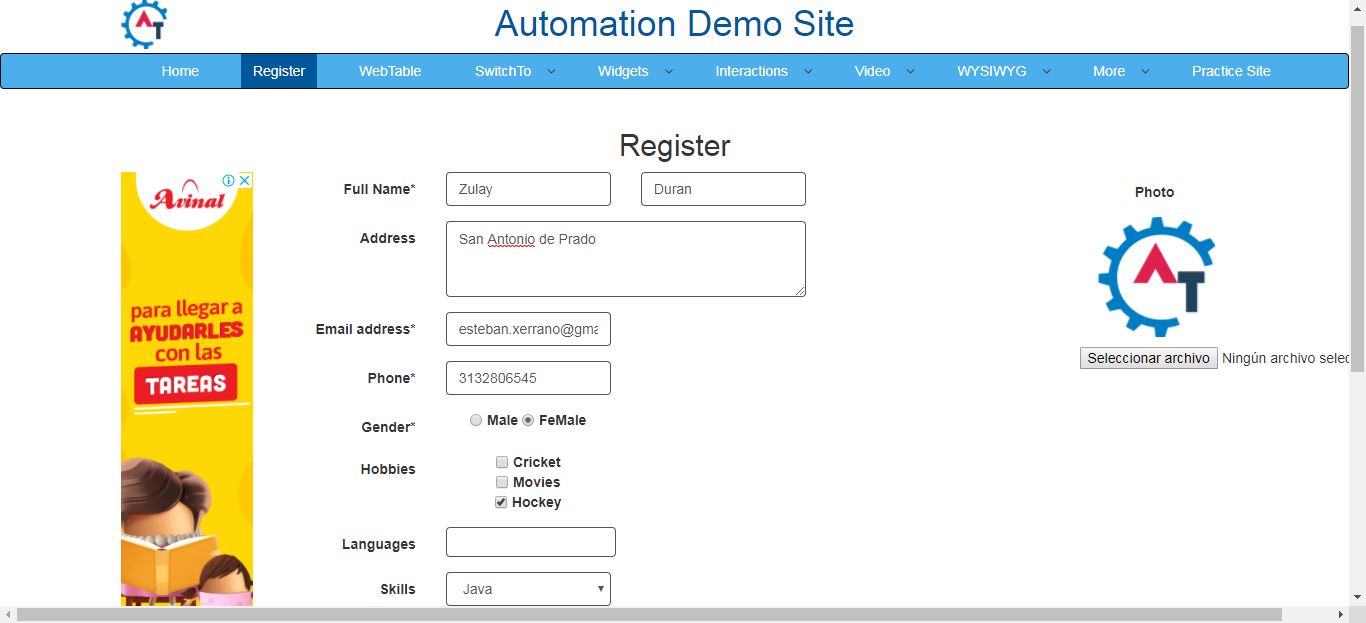 AT
Automation Demo Site
Home Register WebTable SwitchTo Widgets Interactions Video WYSIWYG More Practice Site
Register
Avinal
para llegar a
AYUDARLES
con las
TAREAS
Full Name* Zulay Duran
Address San Antonio de Prado
Email address* esteban.xerrano@gma
Phone* 3132806545
Gender* Male FeMale
Hobbies Cricket
Movies
Hockey
Languages
Skills Java
Photo
AT
Seleccionar archivo Ningún archivo selec